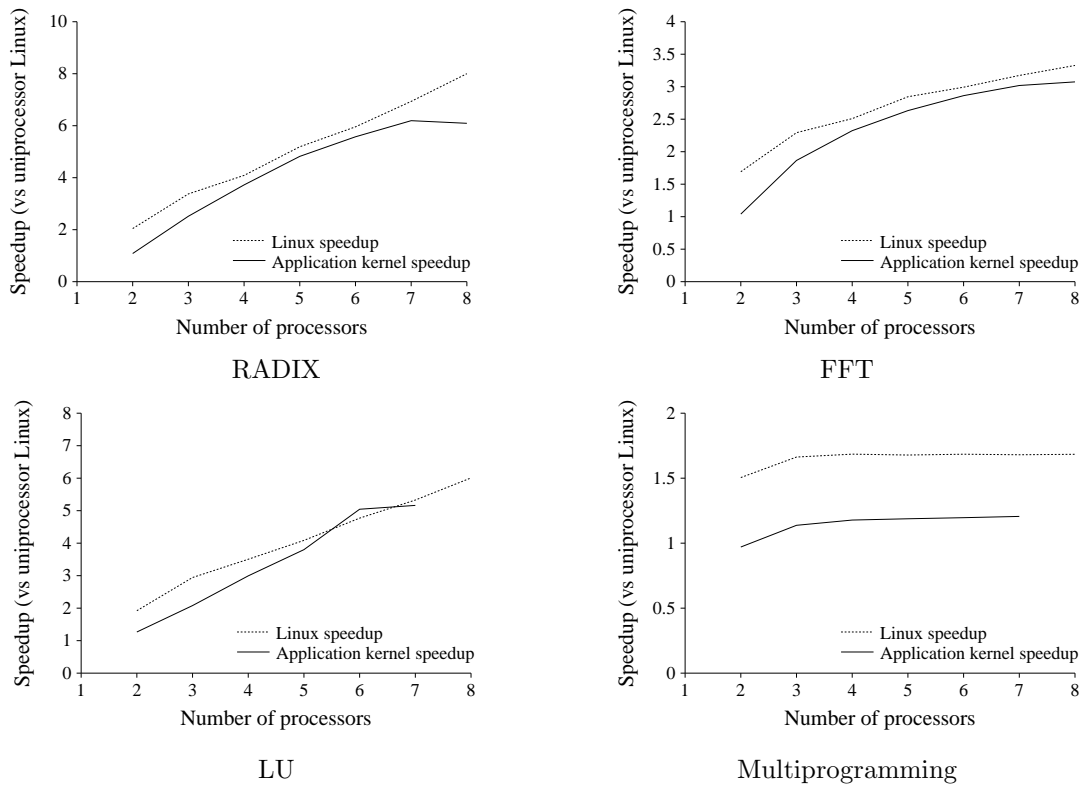 Speedup (vs uniprocessor Linux)
10
8
6
4
2
0
1 2 3 4 5 6 7 8
Number of processors
Linux speedup
Application kernel speedup
RADIX
Speedup (vs uniprocessor Linux)
4
3.5
3
2.5
2
1.5
1
0.5
0
1 2 3 4 5 6 7 8
Number of processors
Linux speedup
Application kernel speedup
FFT
Speedup (vs uniprocessor Linux)
8
7
6
5
4
3
2
1
0
1 2 3 4 5 6 7 8
Number of processors
Linux speedup
Application kernel speedup
LU
Speedup (vs uniprocessor Linux)
2
1.5
1
0.5
0
1 2 3 4 5 6 7 8
Number of processors
Linux speedup
Application kernel speedup
Multiprogramming